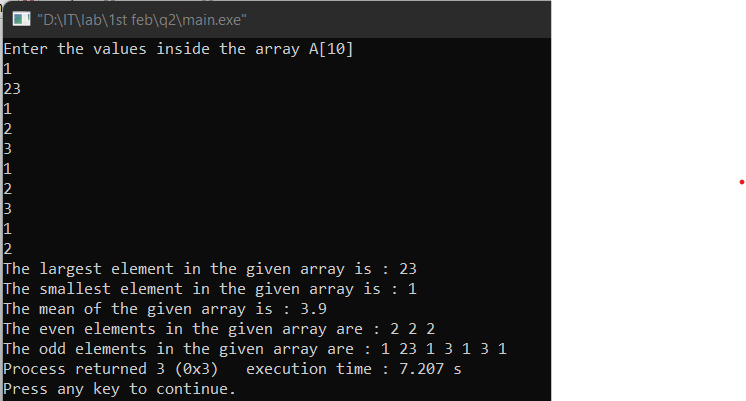 "D:\IT\lab\1st feb\q2\main.exe"
Enter the values inside the array A[10]
1
23
1
2
3
1
2
3
1
2
The largest element in the given array is : 23
The smallest element in the given array is : 1
The mean of the given array is : 3.9
The even elements in the given array are : 2 2 2
The odd elements in the given array are : 1 23 1 3 1 3 1
Process returned 3 (0x3)   execution time : 7.207 s
Press any key to continue.